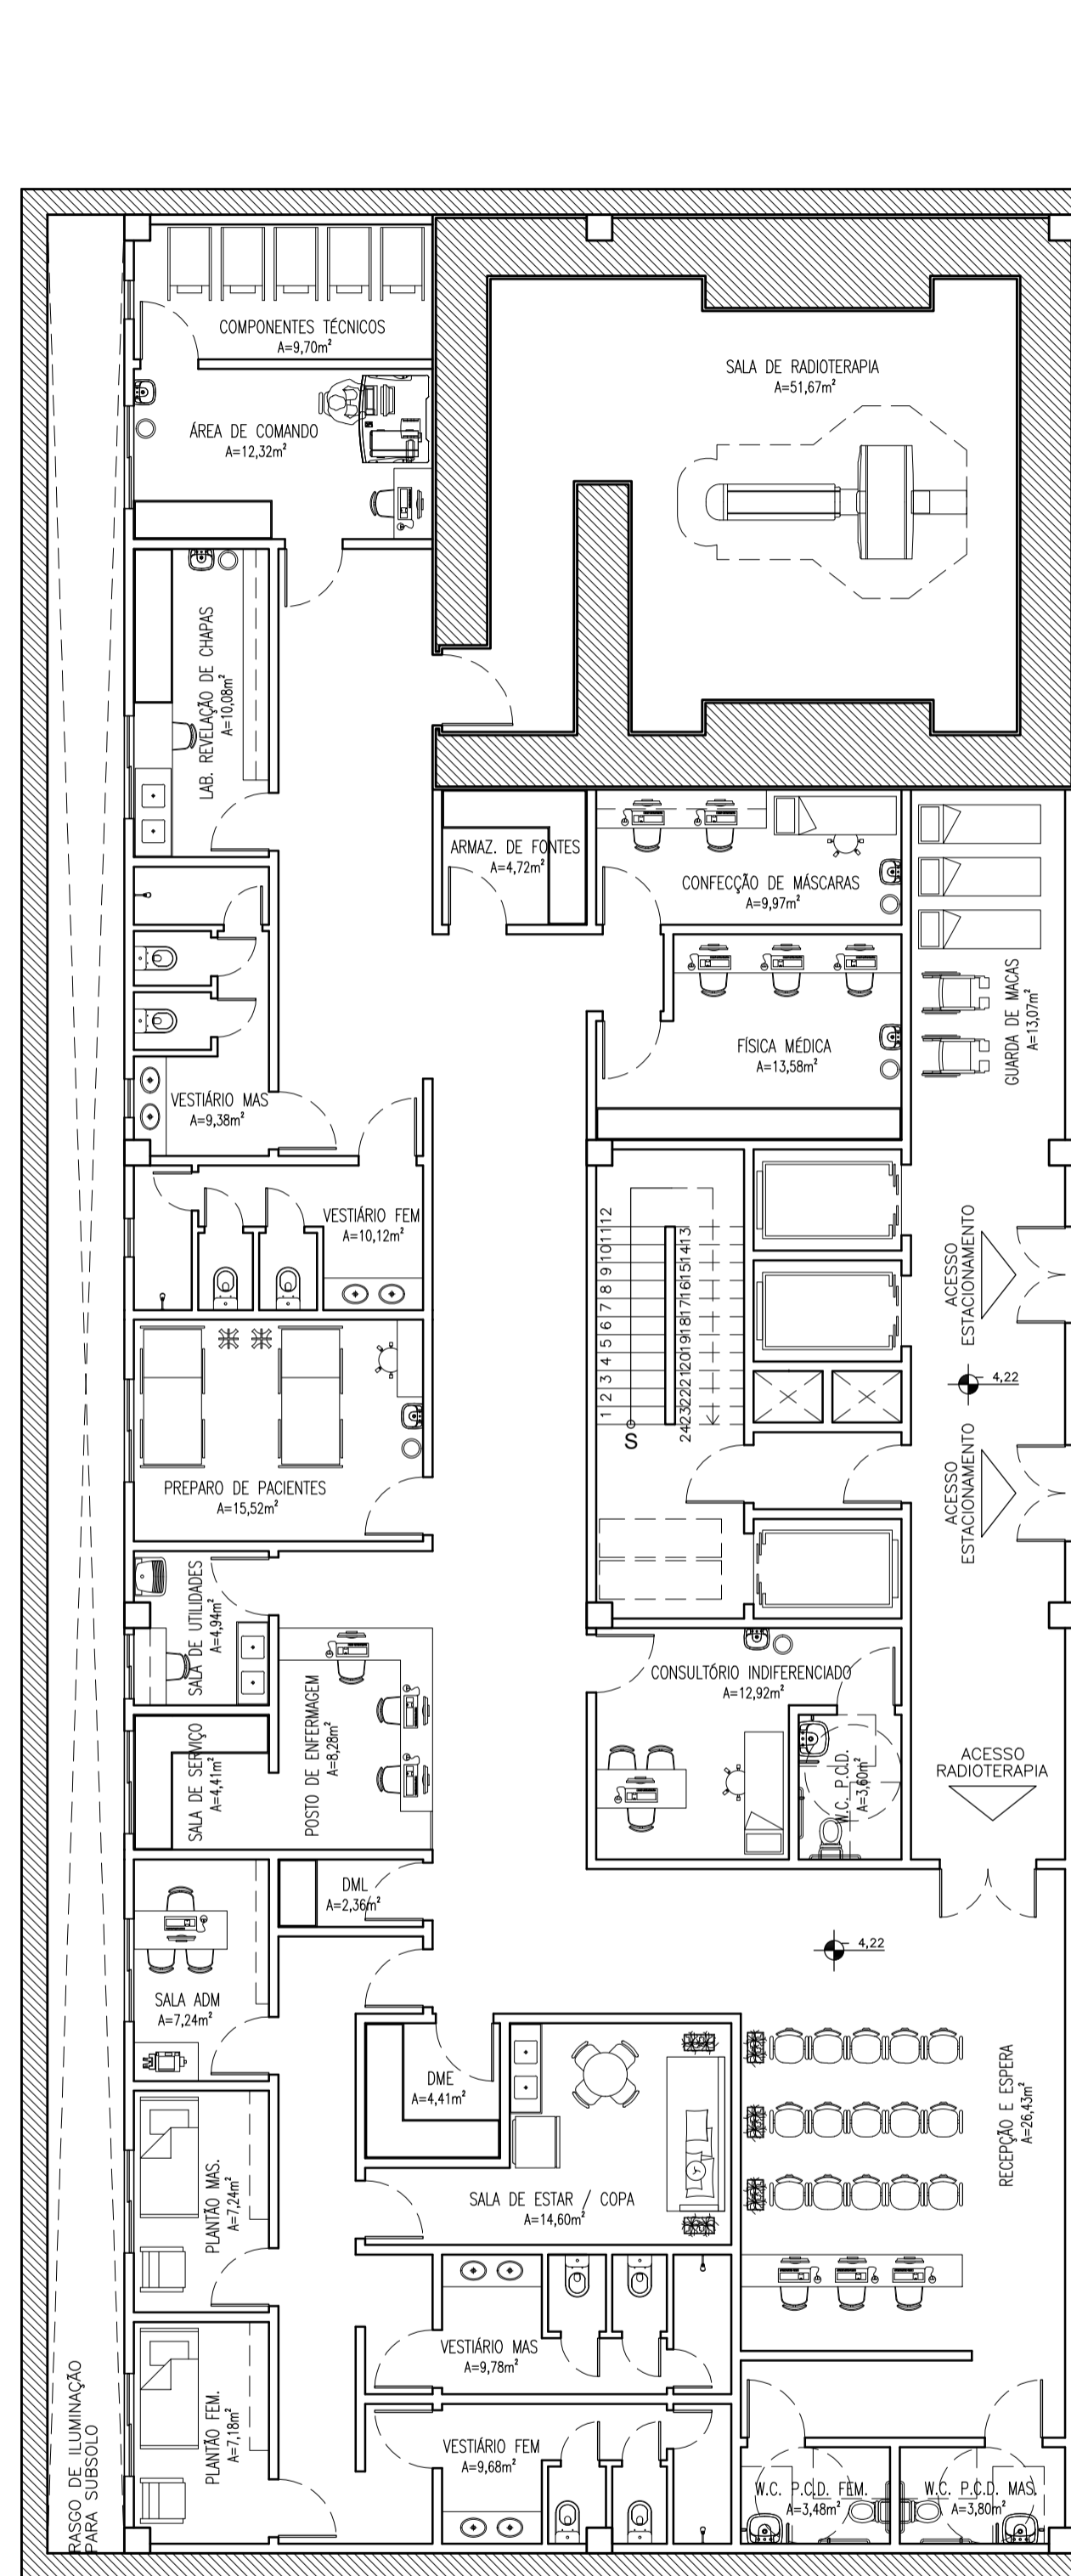 COMPONENTES TÉCNICOS
A=9,70m²
SALA DE RADIOTERAPIA
A=51,67m²
ÁREA DE COMANDO
A=12,32m²
LAB. REVELAÇÃO DE CHAPAS
A=10,08m²
ARMAZ. DE FONTES
A=4,72m²
CONFECÇÃO DE MÁSCARAS
A=9,97m²
GUARDA DE MACAS
A=13,07m²
FÍSICA MÉDICA
A=13,58m²
VESTIÁRIO MAS
A=9,38m²
VESTIÁRIO FEM
A=10,12m²
1 2 3 4 5 6 7 8 9 10 11 12
24 23 22 21 20 19 18 17 16 15 14 13
S
ACESSO
ESTACIONAMENTO
4,22
ACESSO
ESTACIONAMENTO
PREPARO DE PACIENTES
A=15,52m²
SALA DE UTILIDADES
A=4,94m²
SALA DE SERVIÇO
A=4,41m²
POSTO DE ENFERMAGEM
A=8,28m²
CONSULTÓRIO INDIFERENCIADO
A=12,92m²
W.C. P.C.D.
A=3,60m²
ACESSO
RADIOTERAPIA
DML
A=2,36m²
4,22
SALA ADM
A=7,24m²
DME
A=4,41m²
RECEPÇÃO E ESPERA
A=26,43m²
PLANTÃO MAS.
A=7,24m²
SALA DE ESTAR / COPA
A=14,60m²
VESTIÁRIO MAS
A=9,78m²
PLANTÃO FEM.
A=7,18m²
VESTIÁRIO FEM
A=9,68m²
W.C. P.C.D. FEM.
A=3,48m²
W.C. P.C.D. MAS.
A=3,80m²
RASGO DE ILUMINAÇÃO
PARA SUBSOLO